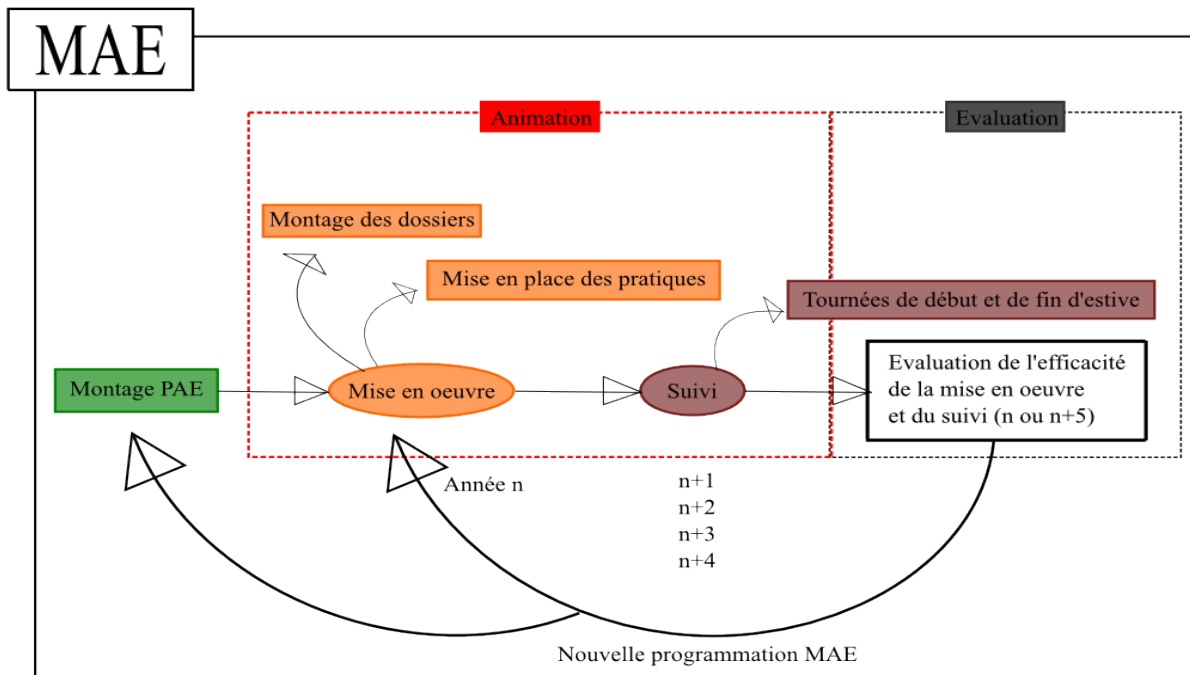 MAE
Animation
Evaluation
Montage des dossiers
Mise en place des pratiques
Tournées de début et de fin d'estive
Montage PAE
Mise en oeuvre
Suivi
Evaluation de l'efficacité
de la mise en oeuvre
et du suivi (n ou n+5)
Année n
n+1
n+2
n+3
n+4
Nouvelle programmation MAE